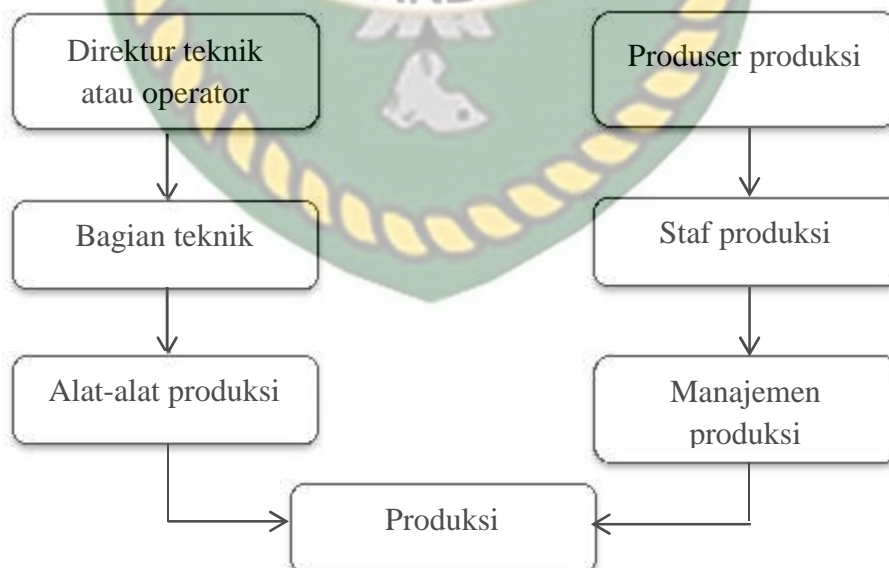 Direktur teknik
atau operator
Produser produksi
Bagian teknik
Staf produksi
Alat-alat produksi
Manajemen
produksi
Produksi